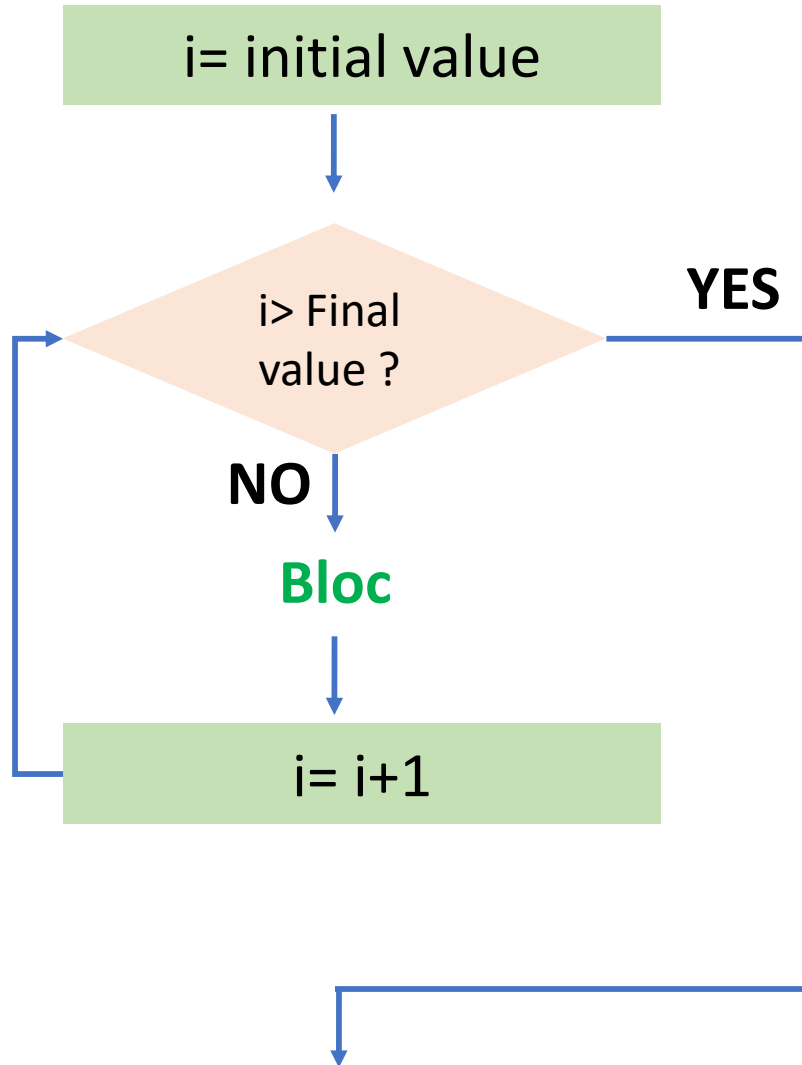 i= initial value
i> Final
value ?
YES
NO
Bloc
i= i+1